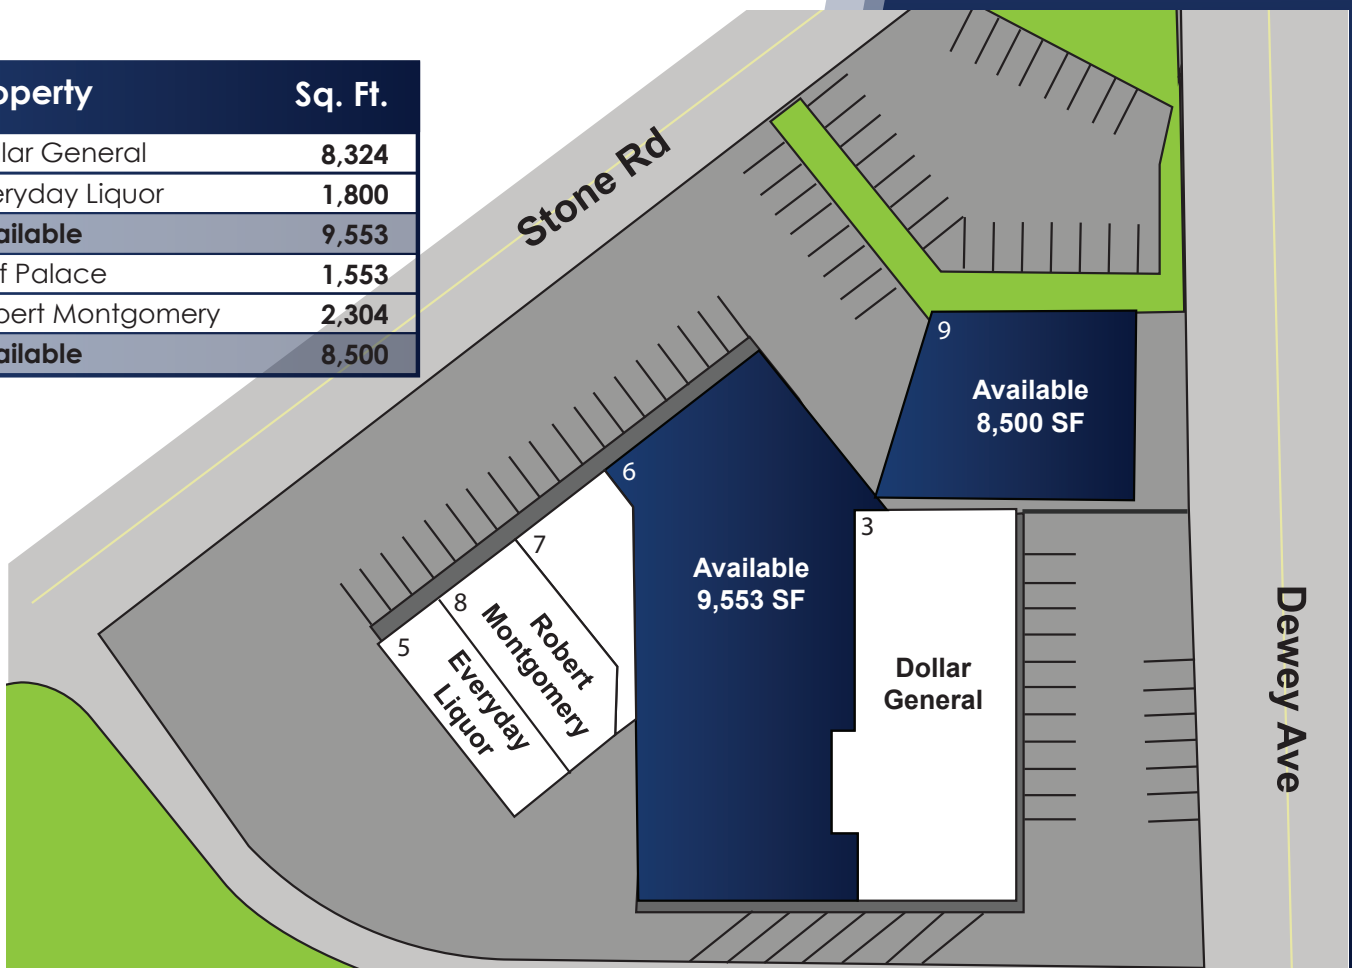 operty Sq. Ft.
lar General 8,324
eryday Liquor 1,800
ailable 9,553
f Palace 1,553
bert Montgomery 2,304
ailable 8,500
Stone Rd
9
Available
8,500 SF
6
3
7
Available
9,553 SF
8
5
Robert
Montgomery
Everyday
Liquor
Dollar
General
Dewey Ave